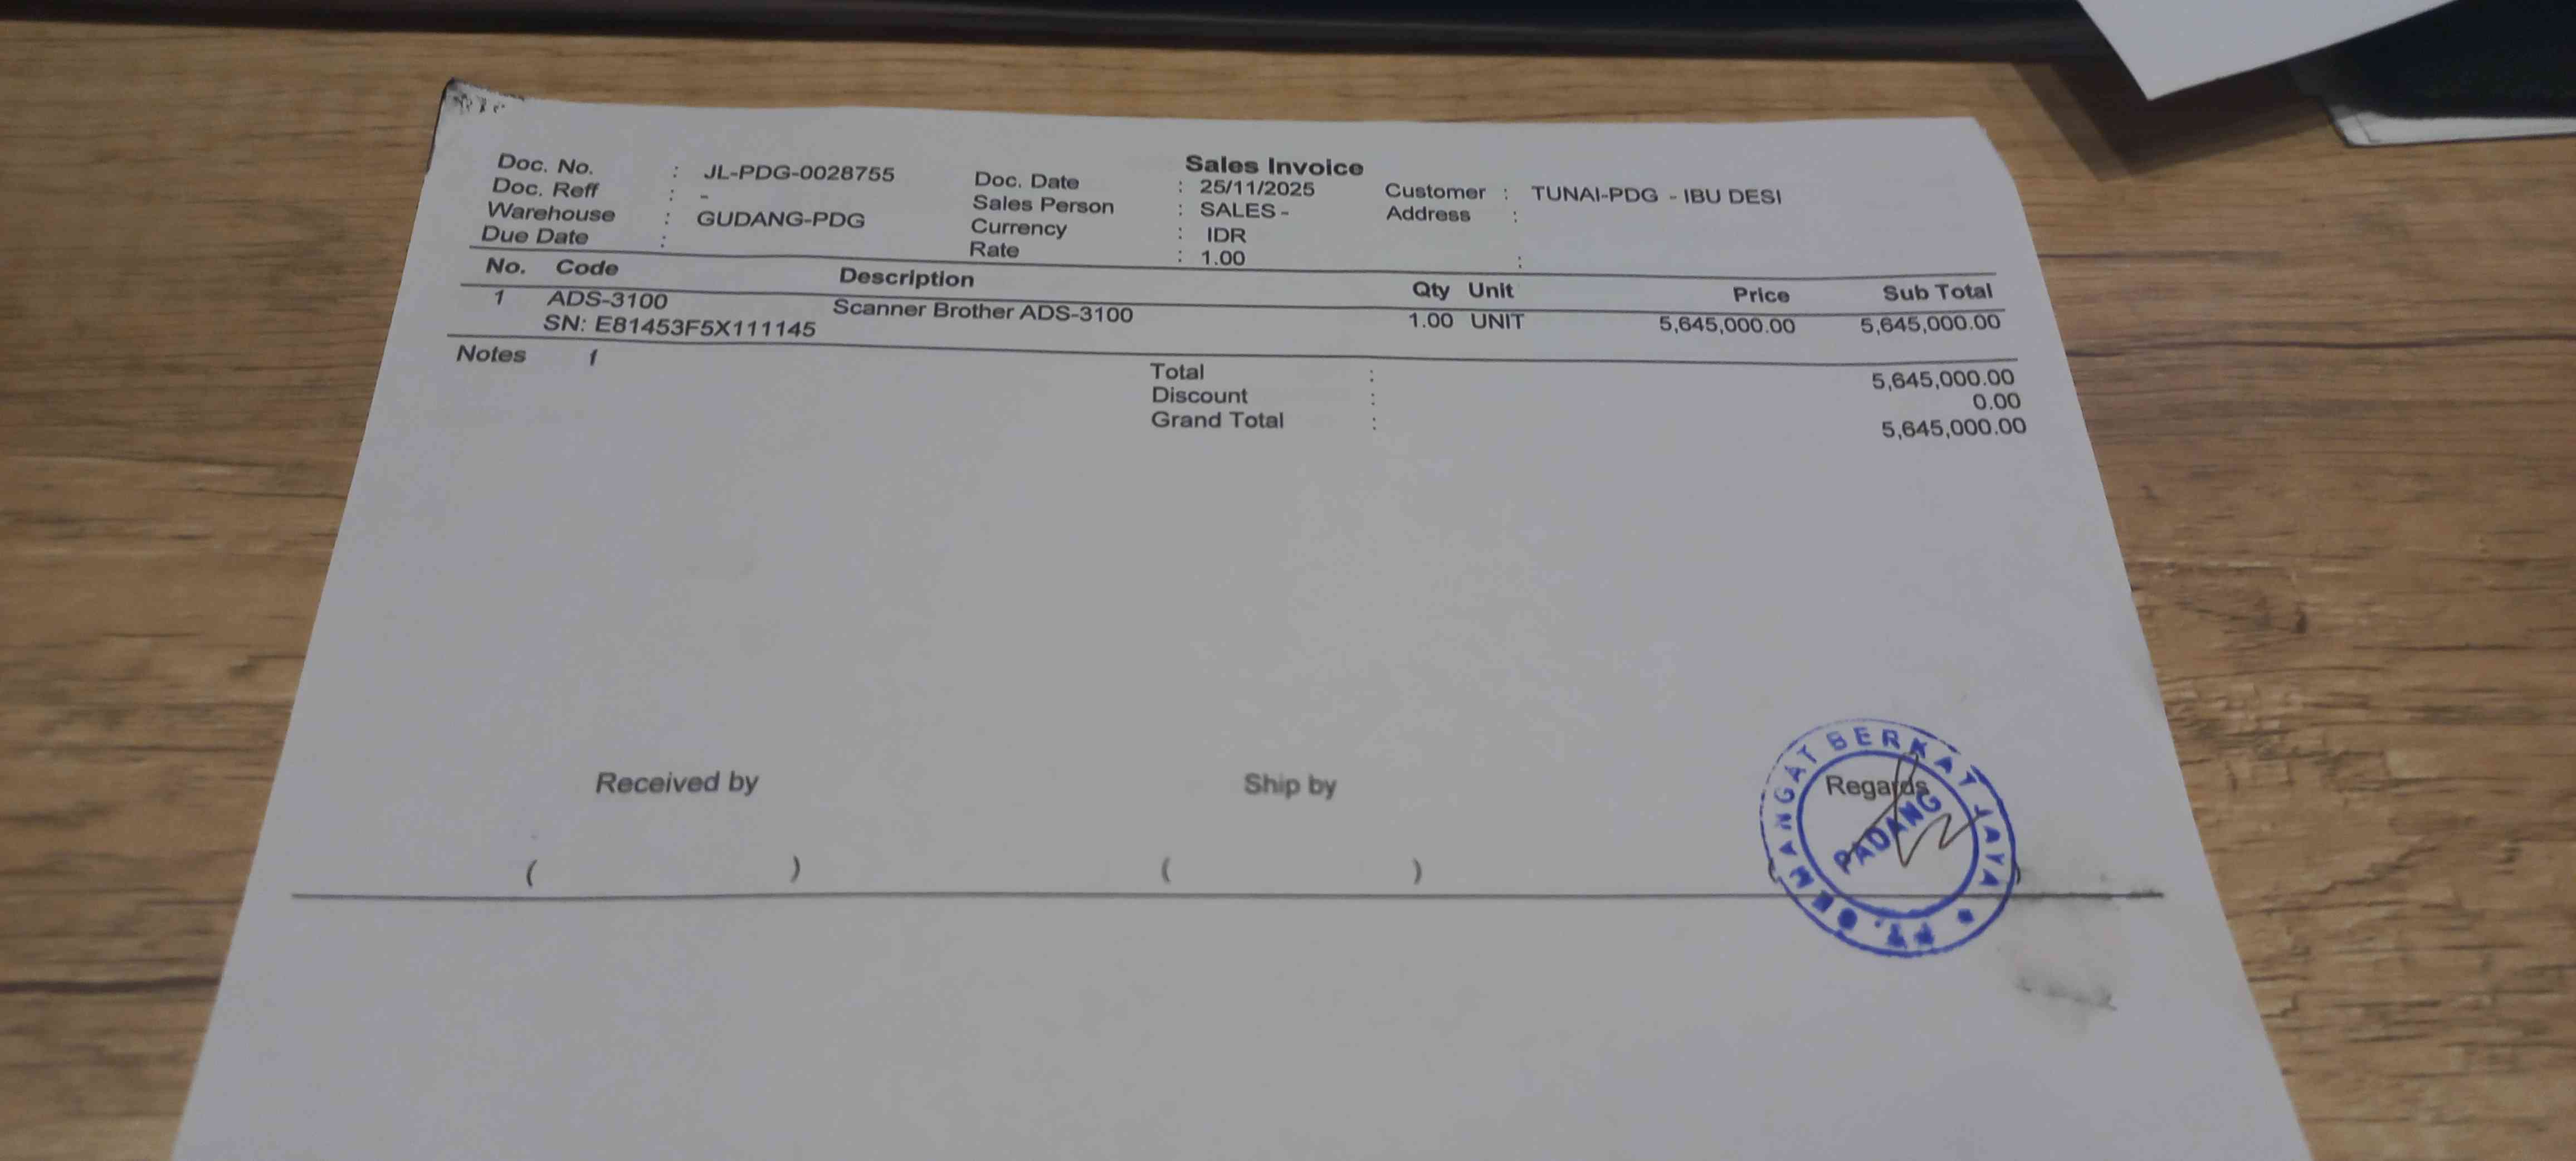 Sales Invoice
Doc. No. : JL-PDG-0028755 Doc. Date : 25/11/2025 Customer : TUNAI-PDG - IBU DESI
Doc. Reff : - Sales Person : SALES - Address :
Warehouse : GUDANG-PDG Currency : IDR
Due Date : Rate : 1.00 :
No. Code Description Qty Unit Price Sub Total
1 ADS-3100 Scanner Brother ADS-3100 1.00 UNIT 5,645,000.00 5,645,000.00
SN: E81453F5X111145
Notes
Total : 5,645,000.00
Discount : 0.00
Grand Total : 5,645,000.00
Received by Ship by Regards
( ) ( ) ( )
PT. BERKAT JAYA
PADANG